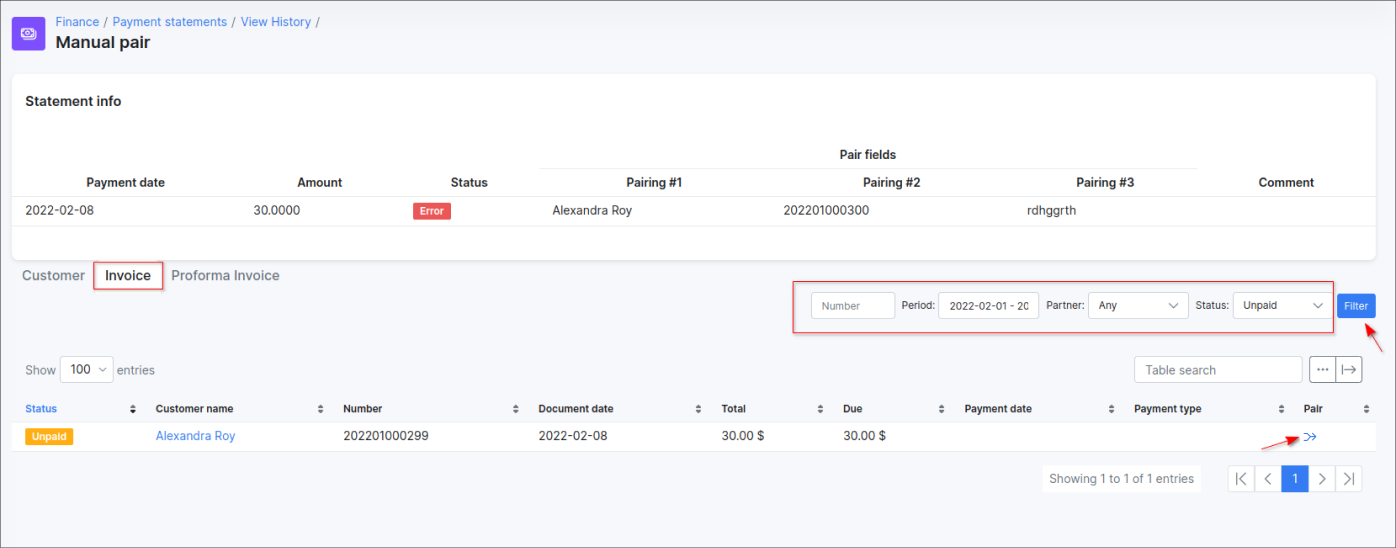 Finance / Payment statements / View History /
Manual pair
Statement info
Pair fields
Payment date Amount Status Pairing #1 Pairing #2 Pairing #3 Comment
2022-02-08 30.0000 Error Alexandra Roy 202201000300 rdhggrth
Customer Invoice Proforma Invoice
Number Period: 2022-02-01 - 20 Partner: Any Status: Unpaid Filter
Show 100 entries Table search
Status Customer name Number Document date Total Due Payment date Payment type Pair
Unpaid Alexandra Roy 202201000299 2022-02-08 30.00 $ 30.00 $
Showing 1 to 1 of 1 entries 1